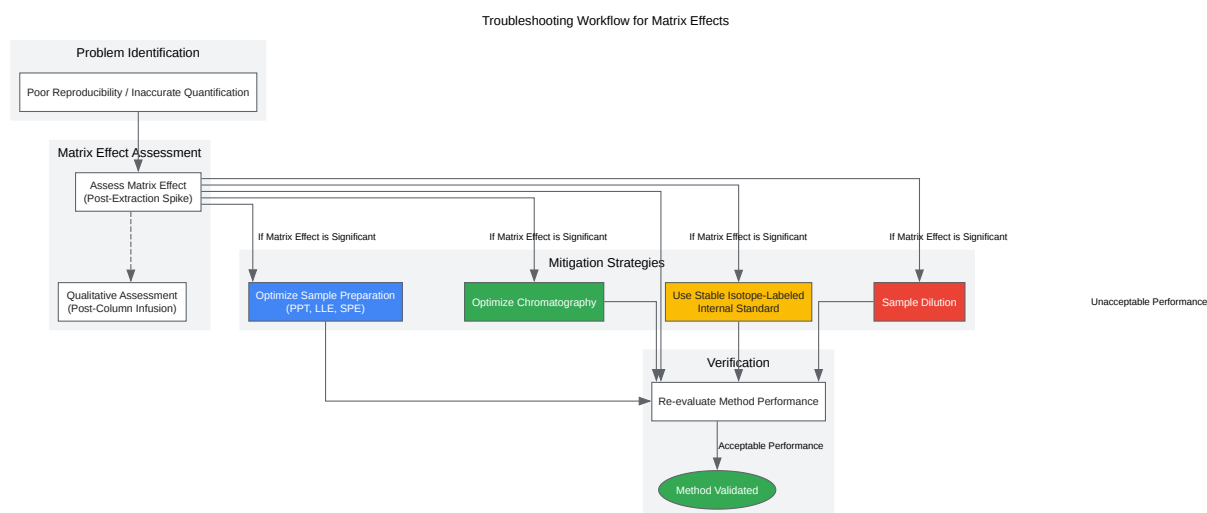 Troubleshooting Workflow for Matrix Effects
Problem Identification
Poor Reproducibility / Inaccurate Quantification
Matrix Effect Assessment
Assess Matrix Effect
(Post-Extraction Spike)
If Matrix Effect is Significant
If Matrix Effect is Significant
If Matrix Effect is Significant
If Matrix Effect is Significant
Mitigation Strategies
Qualitative Assessment
(Post-Column Infusion)
Optimize Sample Preparation
(PPT, LLE, SPE)
Optimize Chromatography
Use Stable Isotope-Labeled
Internal Standard
Sample Dilution
Unacceptable Performance
Verification
Re-evaluate Method Performance
Acceptable Performance
Method Validated